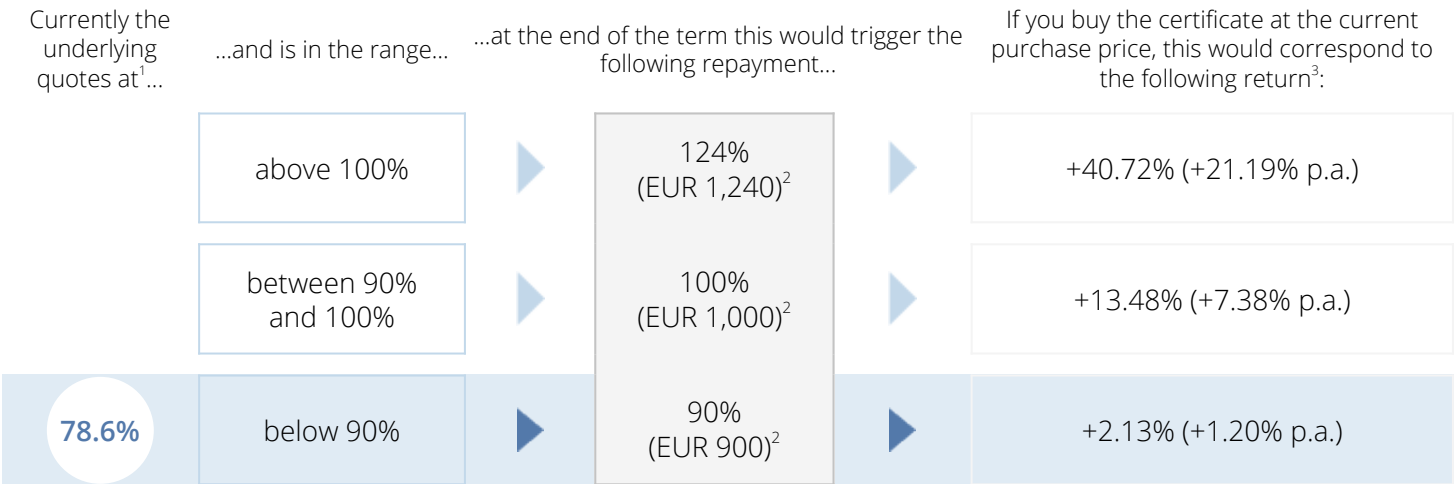 Currently the
underlying
quotes at¹...
...and is in the range...
...at the end of the term this would trigger the
following repayment...
If you buy the certificate at the current
purchase price, this would correspond to
the following return³:
above 100%
124%
(EUR 1,240)²
+40.72% (+21.19% p.a.)
between 90%
and 100%
100%
(EUR 1,000)²
+13.48% (+7.38% p.a.)
78.6%
below 90%
90%
(EUR 900)²
+2.13% (+1.20% p.a.)